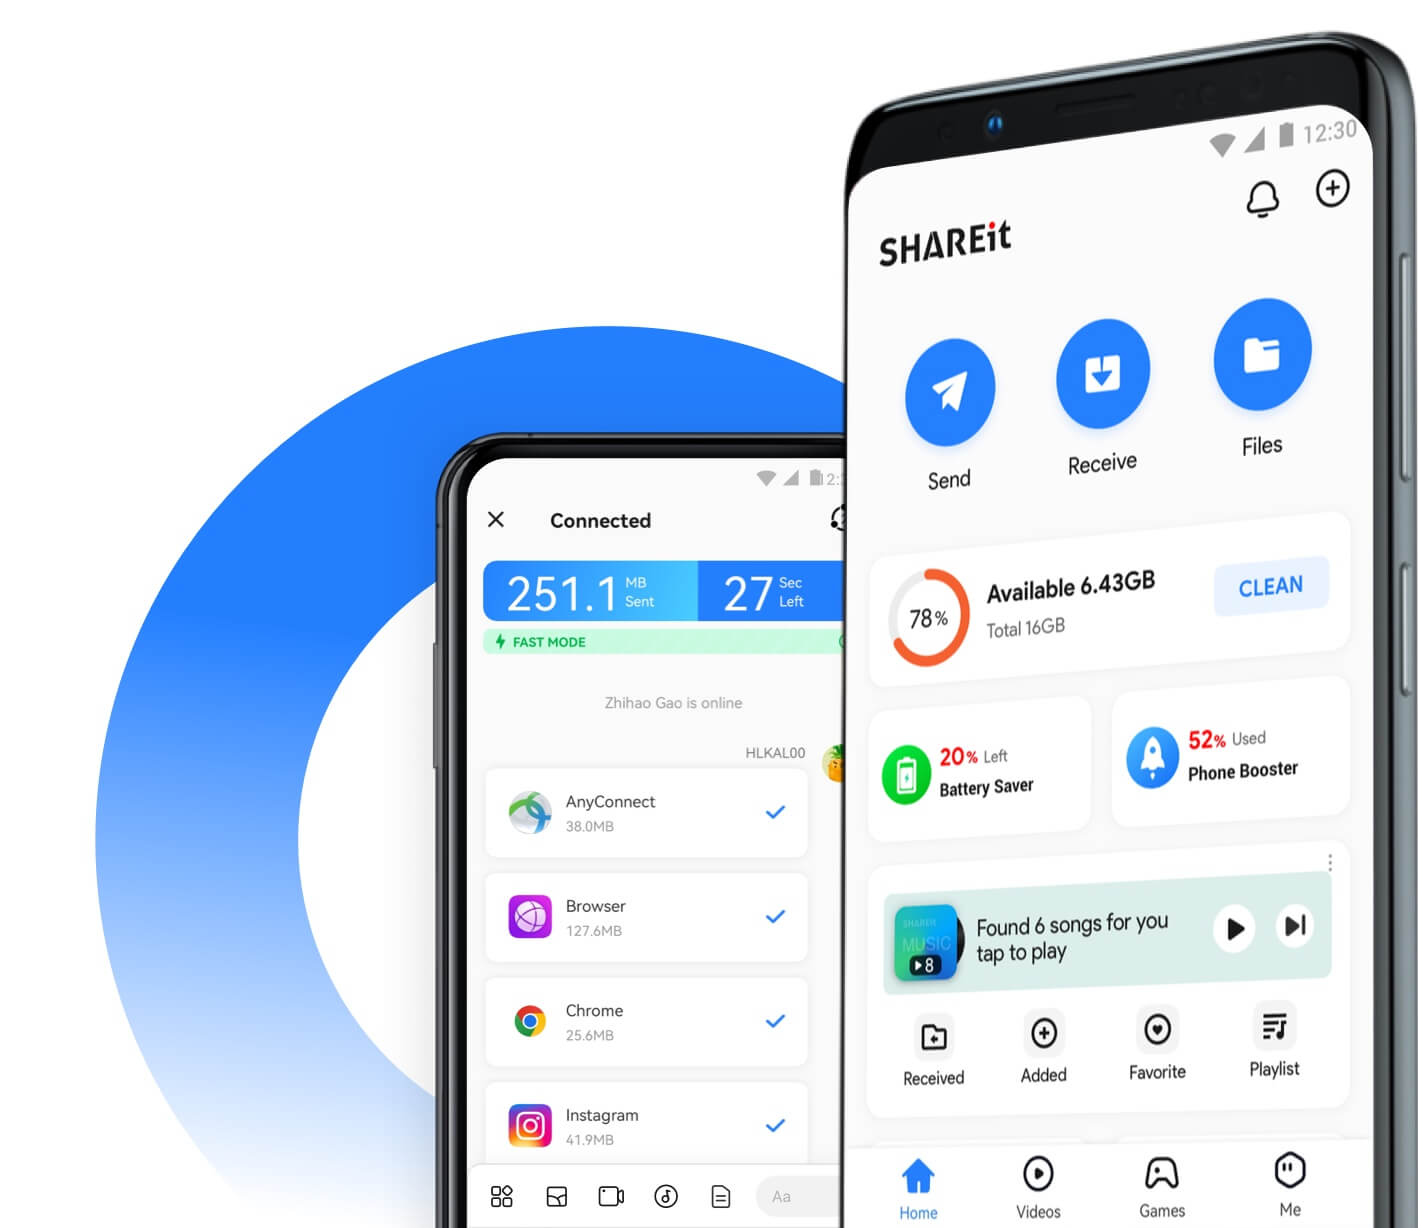 12:30
SHAREit
Send
Receive
Files
78%
Available 6.43GB
Total 16GB
CLEAN
20% Left
Battery Saver
52% Used
Phone Booster
SHAREit
MUSIC
8
Found 6 songs for you
tap to play
Received
Added
Favorite
Playlist
Home
Videos
Games
Me
Connected
251.1 MB Sent
27 Sec Left
FAST MODE
Zhihao Gao is online
HLKAL00
AnyConnect
38.0MB
Browser
127.6MB
Chrome
25.6MB
Instagram
41.9MB
Aa